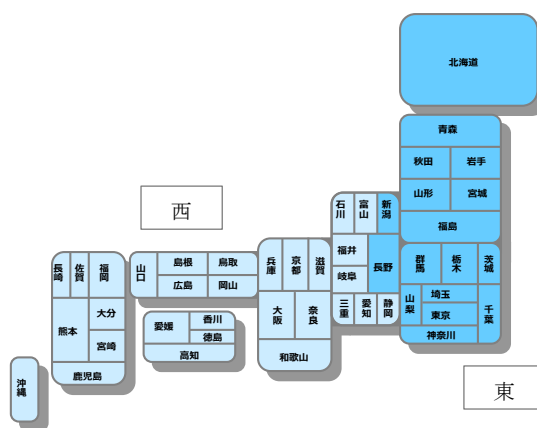 北海道
青森
秋田 岩手
山形 宮城
福島
西
石川 富山 新潟
福井 長野
岐阜
三重 愛知 静岡
群馬 栃木 茨城
山梨 埼玉 千葉
東京
神奈川
兵庫 京都 滋賀
大阪 奈良
和歌山
山口 島根 鳥取
広島 岡山
愛媛 香川
徳島
高知
長崎 佐賀 福岡
熊本 大分
宮崎
鹿児島
沖縄
東